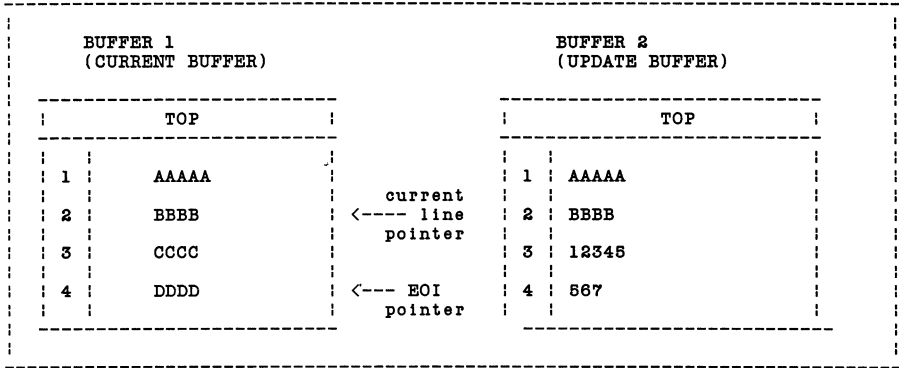 BUFFER 1 BUFFER 2
(CURRENT BUFFER) (UPDATE BUFFER)
TOP TOP
1 AAAAA 1 AAAAA
current
2 BBBB <---- line 2 BBBB
pointer
3 CCCC 3 12345
4 DDDD <--- EOI 4 567
pointer